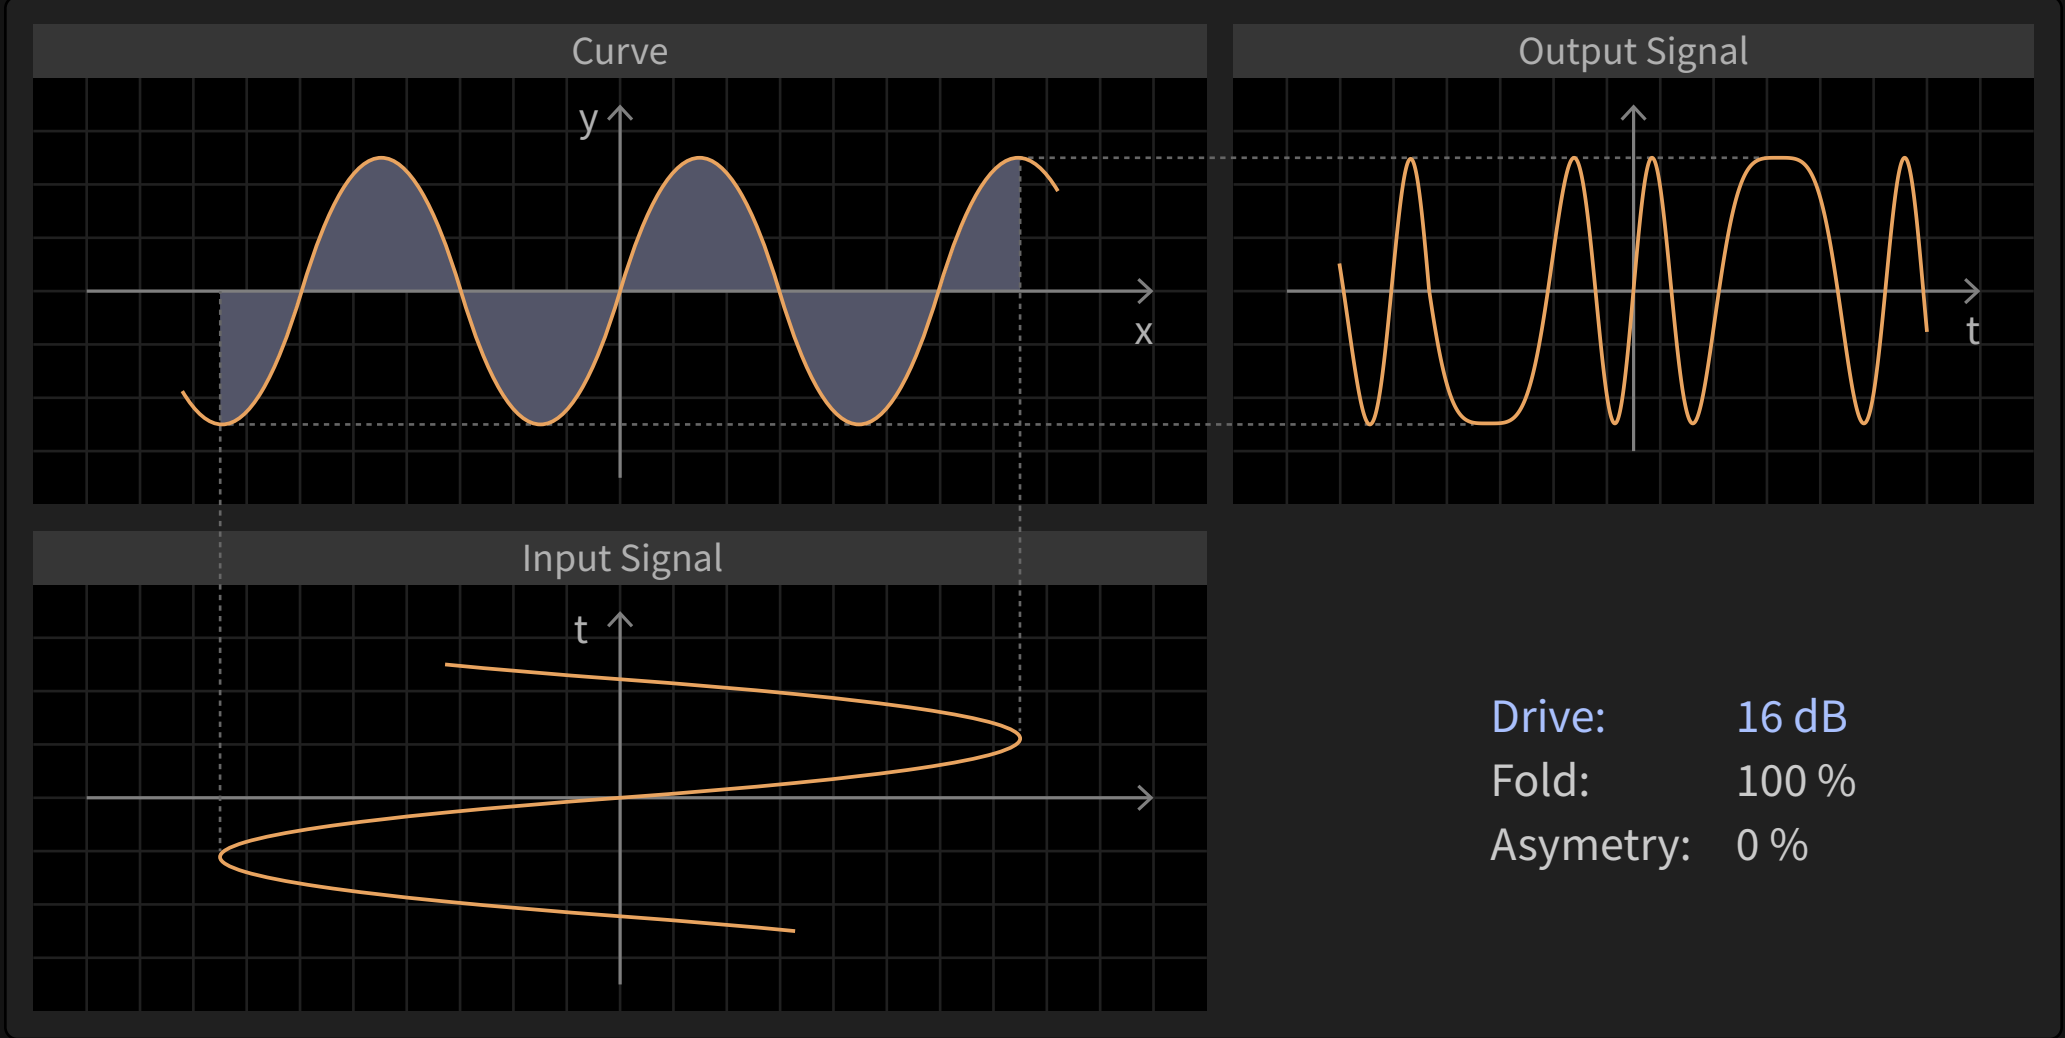 Curve
Output Signal
y
x
t
Input Signal
t
Drive: 16 dB
Fold: 100 %
Asymetry: 0 %